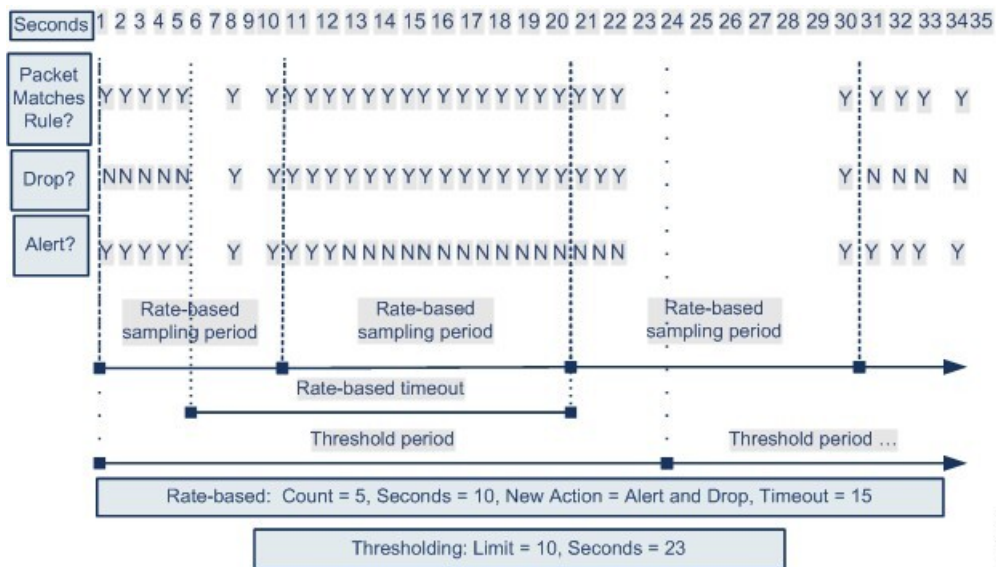 Seconds 1 2 3 4 5 6 7 8 9 10 11 12 13 14 15 16 17 18 19 20 21 22 23 24 25 26 27 28 29 30 31 32 33 34 35
Packet
Matches
Rule?
Y Y Y Y Y Y Y Y Y Y Y Y Y Y Y Y Y Y Y Y Y Y Y Y Y Y Y Y Y Y
Drop?
N N N N N Y Y Y Y Y Y Y Y Y Y Y Y Y Y Y Y Y Y Y Y Y N N N N
Alert?
Y Y Y Y Y Y Y Y Y Y N N N N N N N N N N N N N N N Y Y Y Y Y
Rate-based
sampling period
Rate-based
sampling period
Rate-based
sampling period
Rate-based timeout
Threshold period
Threshold period ...
Rate-based: Count = 5, Seconds = 10, New Action = Alert and Drop, Timeout = 15
Thresholding: Limit = 10, Seconds = 23